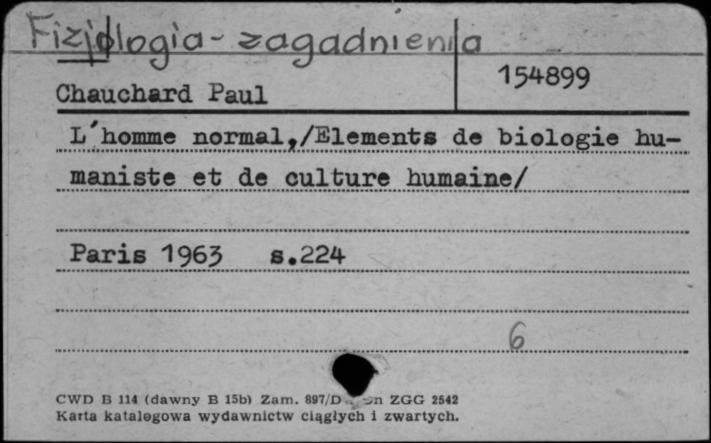 Fizjologia - zagadnienia
154899
Chauchard Paul
L'homme normal,/Elements de biologie hu-
maniste et de culture humaine/
Paris 1963 s.224
6
CWD B 114 (dawny B 15b) Zam. 897/D ZGG 2542
Karta katalogowa wydawnictw ciągłych i zwartych.